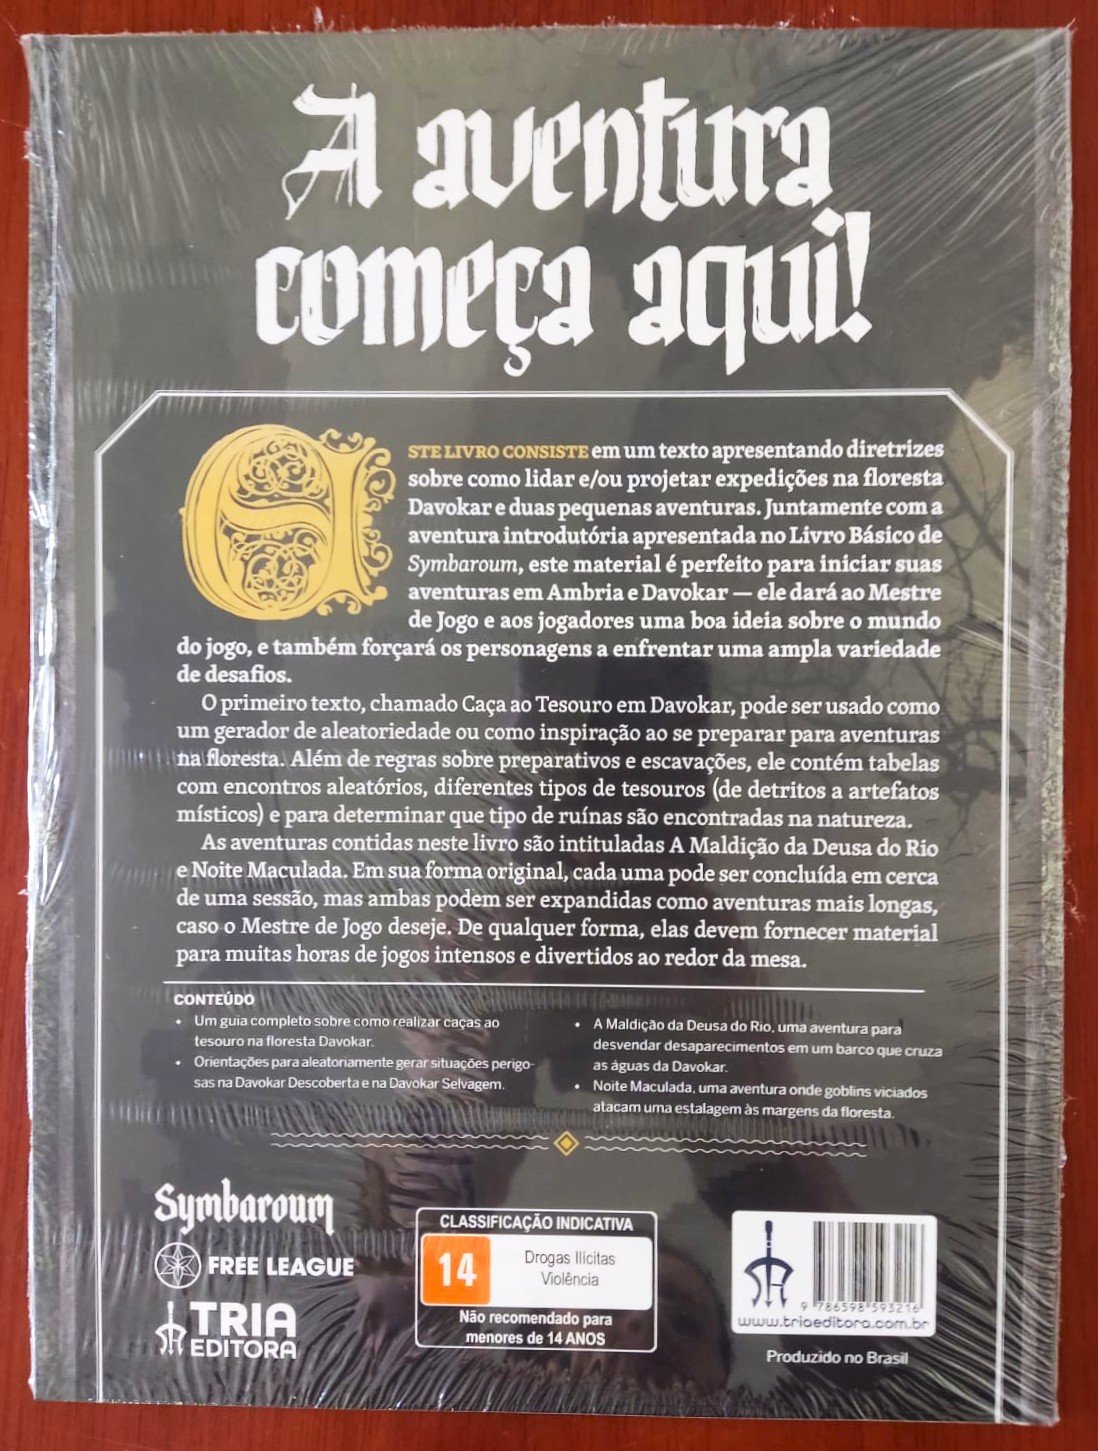 A aventura
começa aqui!
ESTE LIVRO CONSISTE em um texto apresentando diretrizes
sobre como lidar e/ou projetar expedições na floresta
Davokar e duas pequenas aventuras. Juntamente com a
aventura introdutória apresentada no Livro Básico de
Symbaroum, este material é perfeito para iniciar suas
aventuras em Ambria e Davokar — ele dará ao Mestre
de Jogo e aos jogadores uma boa ideia sobre o mundo
do jogo, e também forçará os personagens a enfrentar uma ampla variedade
de desafios.
O primeiro texto, chamado Caça ao Tesouro em Davokar, pode ser usado como
um gerador de aleatoriedade ou como inspiração ao se preparar para aventuras
na floresta. Além de regras sobre preparativos e escavações, ele contém tabelas
com encontros aleatórios, diferentes tipos de tesouros (de detritos a artefatos
místicos) e para determinar que tipo de ruínas são encontradas na natureza.
As aventuras contidas neste livro são intituladas A Maldição da Deusa do Rio
e Noite Maculada. Em sua forma original, cada uma pode ser concluída em cerca
de uma sessão, mas ambas podem ser expandidas como aventuras mais longas,
caso o Mestre de Jogo deseje. De qualquer forma, elas devem fornecer material
para muitas horas de jogos intensos e divertidos ao redor da mesa.
CONTEÚDO
• Um guia completo sobre como realizar caças ao
tesouro na floresta Davokar.
• Orientações para aleatoriamente gerar situações perigo-
sas na Davokar Descoberta e na Davokar Selvagem.
• A Maldição da Deusa do Rio, uma aventura para
desvendar desaparecimentos em um barco que cruza
as águas da Davokar.
• Noite Maculada, uma aventura onde goblins viciados
atacam uma estalagem às margens da floresta.
Symbaroum
FREE LEAGUE
TRIA
EDITORA
CLASSIFICAÇÃO INDICATIVA
14
Drogas Ilícitas
Violência
Não recomendado para
menores de 14 ANOS
9 786598 593216
www.triaeditora.com.br
Produzido no Brasil